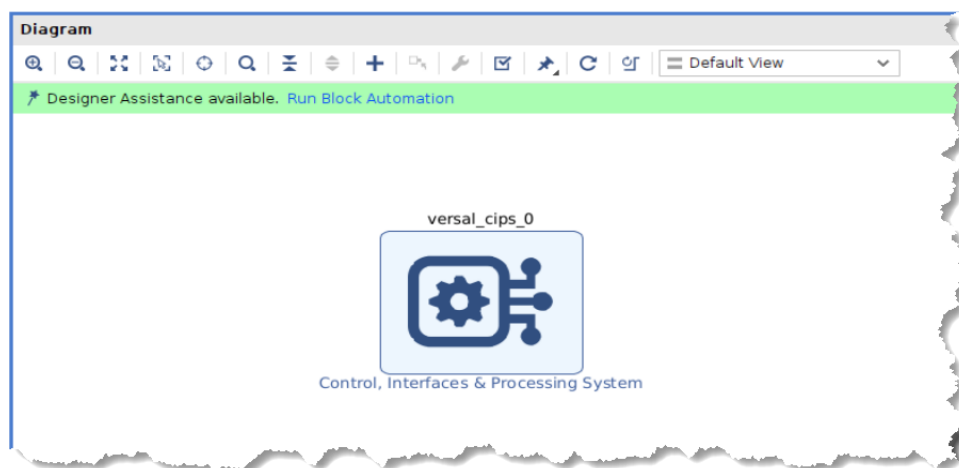 Diagram
Default View
Designer Assistance available. Run Block Automation
versal_cips_0
Control, Interfaces & Processing System